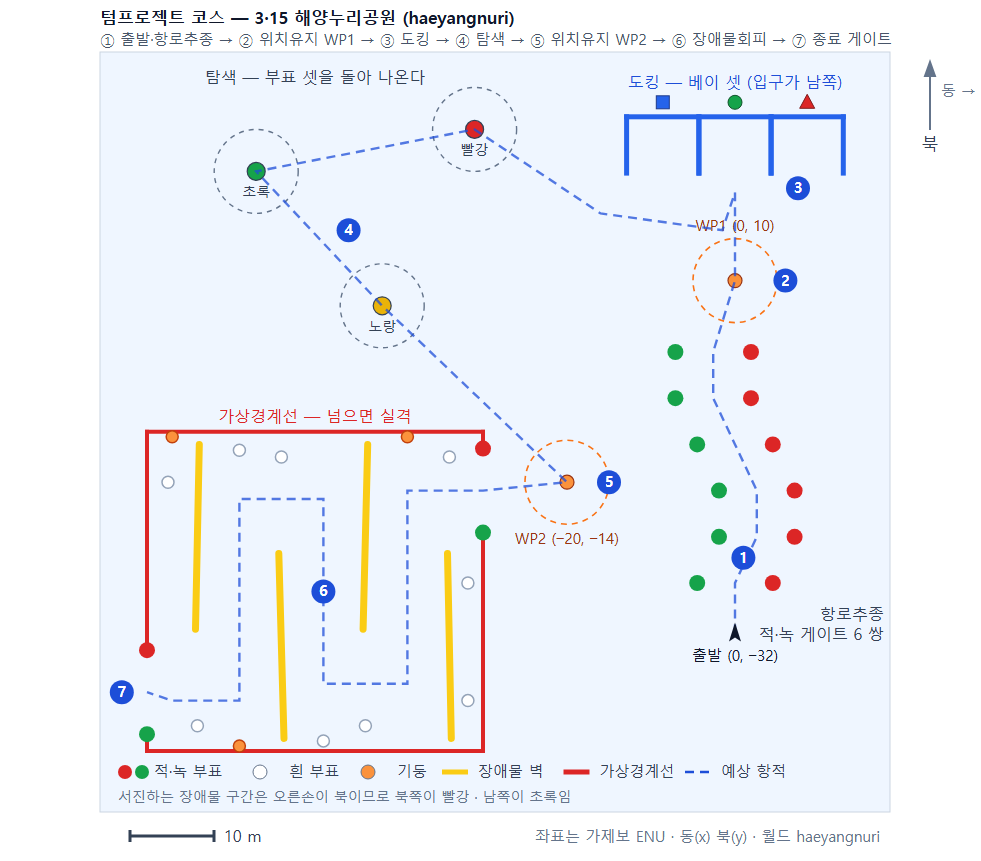 텀프로젝트 코스 — 3·15 해양누리공원 (haeyangnuri)
① 출발·항로추종 → ② 위치유지 WP1 → ③ 도킹 → ④ 탐색 → ⑤ 위치유지 WP2 → ⑥ 장애물회피 → ⑦ 종료 게이트
탐색 — 부표 셋을 돌아 나온다
도킹 — 베이 셋 (입구가 남쪽)
동 →
북
빨강
초록
3
4
WP1 (0, 10)
2
노랑
가상경계선 — 넘으면 실격
5
WP2 (−20, −14)
1
6
항로추종
적·녹 게이트 6 쌍
출발 (0, −32)
7
적·녹 부표
흰 부표
기둥
장애물 벽
가상경계선
예상 항적
서진하는 장애물 구간은 오른손이 북이므로 북쪽이 빨강 · 남쪽이 초록임
10 m
좌표는 가제보 ENU · 동(x) 북(y) · 월드 haeyangnuri